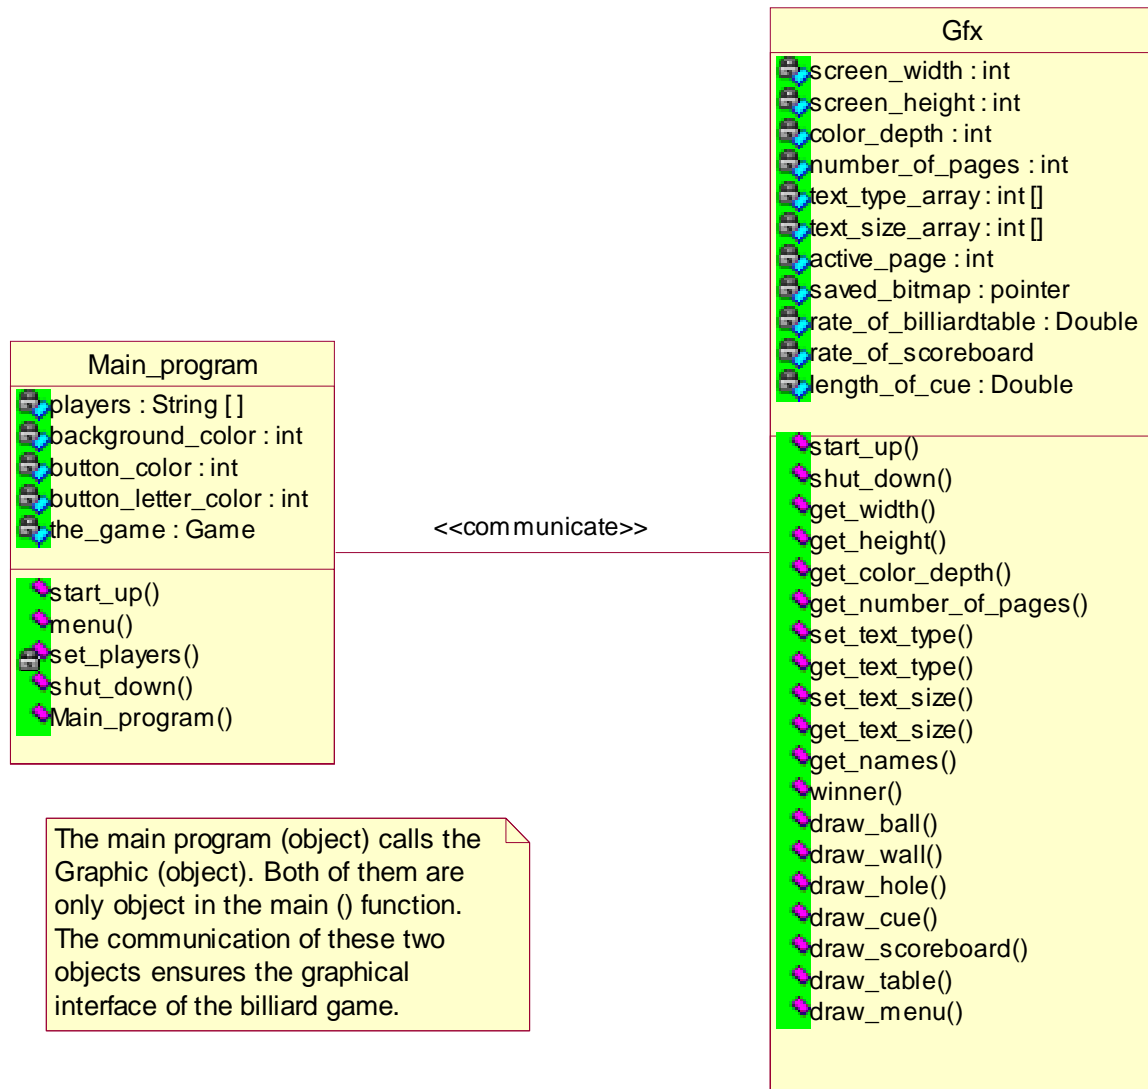 Gfx
screen_width : int
screen_height : int
color_depth : int
number_of_pages : int
text_type_array : int []
text_size_array : int []
active_page : int
saved_bitmap : pointer
rate_of_billiardtable : Double
rate_of_scoreboard
length_of_cue : Double
start_up()
shut_down()
get_width()
get_height()
get_color_depth()
get_number_of_pages()
set_text_type()
get_text_type()
set_text_size()
get_text_size()
get_names()
winner()
draw_ball()
draw_wall()
draw_hole()
draw_cue()
draw_scoreboard()
draw_table()
draw_menu()
Main_program
players : String [ ]
background_color : int
button_color : int
button_letter_color : int
the_game : Game
start_up()
menu()
set_players()
shut_down()
Main_program()
<<communicate>>
The main program (object) calls the
Graphic (object). Both of them are
only object in the main () function.
The communication of these two
objects ensures the graphical
interface of the billiard game.